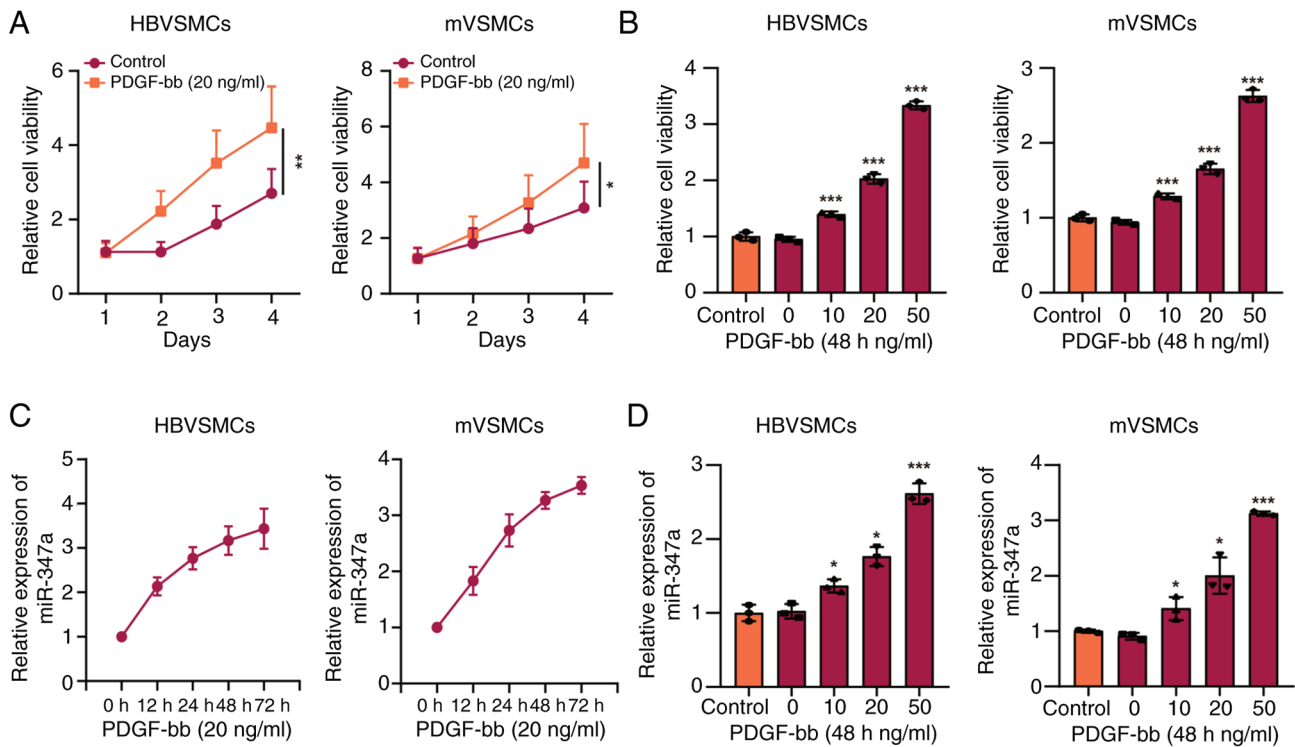 A
HBVSMCs
Control
PDGF-bb (20 ng/ml)
Relative cell viability
6
4
2
0
**
1 2 3 4
Days
mVSMCs
Control
PDGF-bb (20 ng/ml)
Relative cell viability
8
6
4
2
0
*
1 2 3 4
Days
B
HBVSMCs
Relative cell viability
4
3
2
1
0
***
***
***
Control 0 10 20 50
PDGF-bb (48 h ng/ml)
mVSMCs
Relative cell viability
3
2
1
0
***
***
***
Control 0 10 20 50
PDGF-bb (48 h ng/ml)
C
HBVSMCs
Relative expression of
miR-347a
5
4
3
2
1
0
0 h 12 h 24 h 48 h 72 h
PDGF-bb (20 ng/ml)
mVSMCs
Relative expression of
miR-347a
4
3
2
1
0
0 h 12 h 24 h 48 h 72 h
PDGF-bb (20 ng/ml)
D
HBVSMCs
Relative expression of
miR-347a
3
2
1
0
*
*
***
Control 0 10 20 50
PDGF-bb (48 h ng/ml)
mVSMCs
Relative expression of
miR-347a
4
3
2
1
0
*
*
***
Control 0 10 20 50
PDGF-bb (48 h ng/ml)